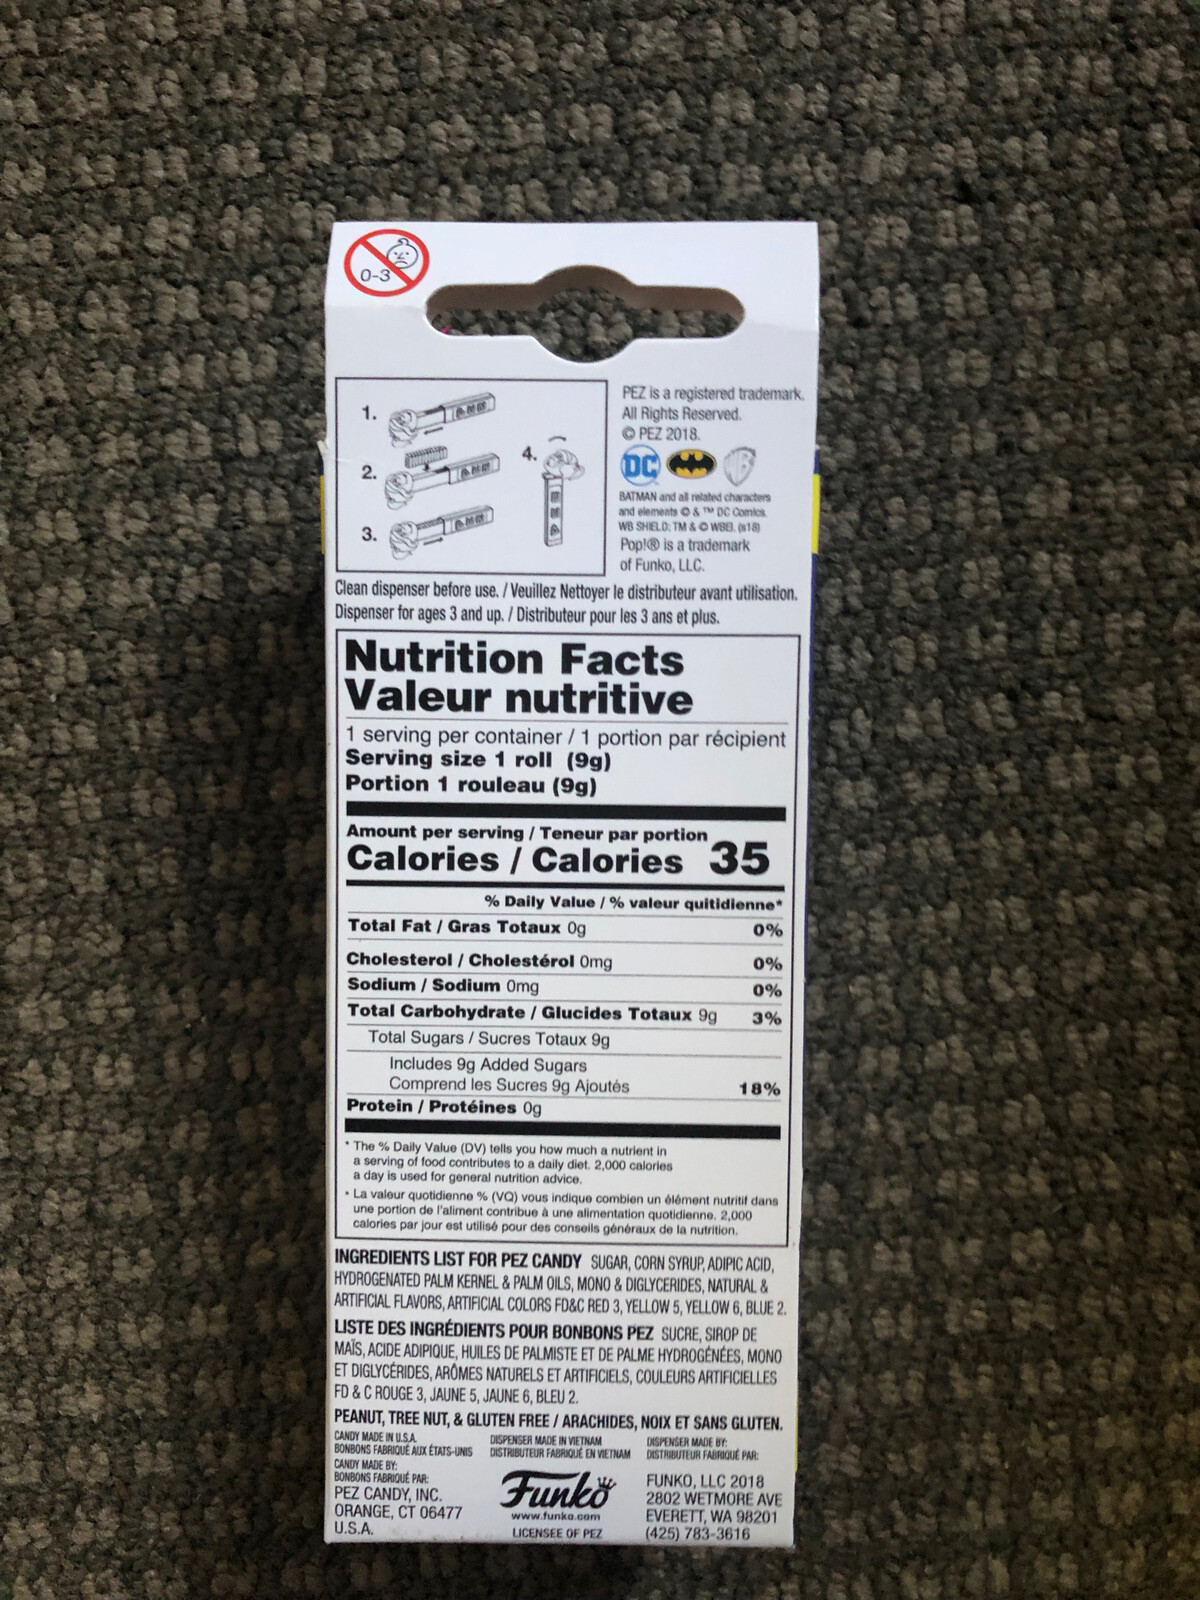 0-3
1.
2.
3.
4.
PEZ is a registered trademark.
All Rights Reserved.
© PEZ 2018.
DC
WB
BATMAN and all related characters
and elements © & ™ DC Comics.
WB SHIELD: TM & © WBEI. (s18)
Pop!® is a trademark
of Funko, LLC.
Clean dispenser before use. / Veuillez Nettoyer le distributeur avant utilisation.
Dispenser for ages 3 and up. / Distributeur pour les 3 ans et plus.
Nutrition Facts
Valeur nutritive
1 serving per container / 1 portion par récipient
Serving size 1 roll (9g)
Portion 1 rouleau (9g)
Amount per serving / Teneur par portion
Calories / Calories 35
% Daily Value / % valeur quitidienne*
Total Fat / Gras Totaux 0g 0%
Cholesterol / Cholestérol 0mg 0%
Sodium / Sodium 0mg 0%
Total Carbohydrate / Glucides Totaux 9g 3%
Total Sugars / Sucres Totaux 9g
Includes 9g Added Sugars
Comprend les Sucres 9g Ajoutés 18%
Protein / Protéines 0g
* The % Daily Value (DV) tells you how much a nutrient in
a serving of food contributes to a daily diet. 2,000 calories
a day is used for general nutrition advice.
* La valeur quotidienne % (VQ) vous indique combien un élément nutritif dans
une portion de l'aliment contribue à une alimentation quotidienne. 2,000
calories par jour est utilisé pour des conseils généraux de la nutrition.
INGREDIENTS LIST FOR PEZ CANDY SUGAR, CORN SYRUP, ADIPIC ACID,
HYDROGENATED PALM KERNEL & PALM OILS, MONO & DIGLYCERIDES, NATURAL &
ARTIFICIAL FLAVORS, ARTIFICIAL COLORS FD&C RED 3, YELLOW 5, YELLOW 6, BLUE 2.
LISTE DES INGRÉDIENTS POUR BONBONS PEZ SUCRE, SIROP DE
MAÏS, ACIDE ADIPIQUE, HUILES DE PALMISTE ET DE PALME HYDROGÉNÉES, MONO
ET DIGLYCÉRIDES, ARÔMES NATURELS ET ARTIFICIELS, COULEURS ARTIFICIELLES
FD & C ROUGE 3, JAUNE 5, JAUNE 6, BLEU 2.
PEANUT, TREE NUT, & GLUTEN FREE / ARACHIDES, NOIX ET SANS GLUTEN.
CANDY MADE IN U.S.A.
BONBONS FABRIQUÉ AUX ÉTATS-UNIS
CANDY MADE BY:
BONBONS FABRIQUÉ PAR:
PEZ CANDY, INC.
ORANGE, CT 06477
U.S.A.
DISPENSER MADE IN VIETNAM
DISTRIBUTEUR FABRIQUÉ EN VIETNAM
Funko
www.funko.com
LICENSEE OF PEZ
DISPENSER MADE BY:
DISTRIBUTEUR FABRIQUÉ PAR:
FUNKO, LLC 2018
2802 WETMORE AVE
EVERETT, WA 98201
(425) 783-3616